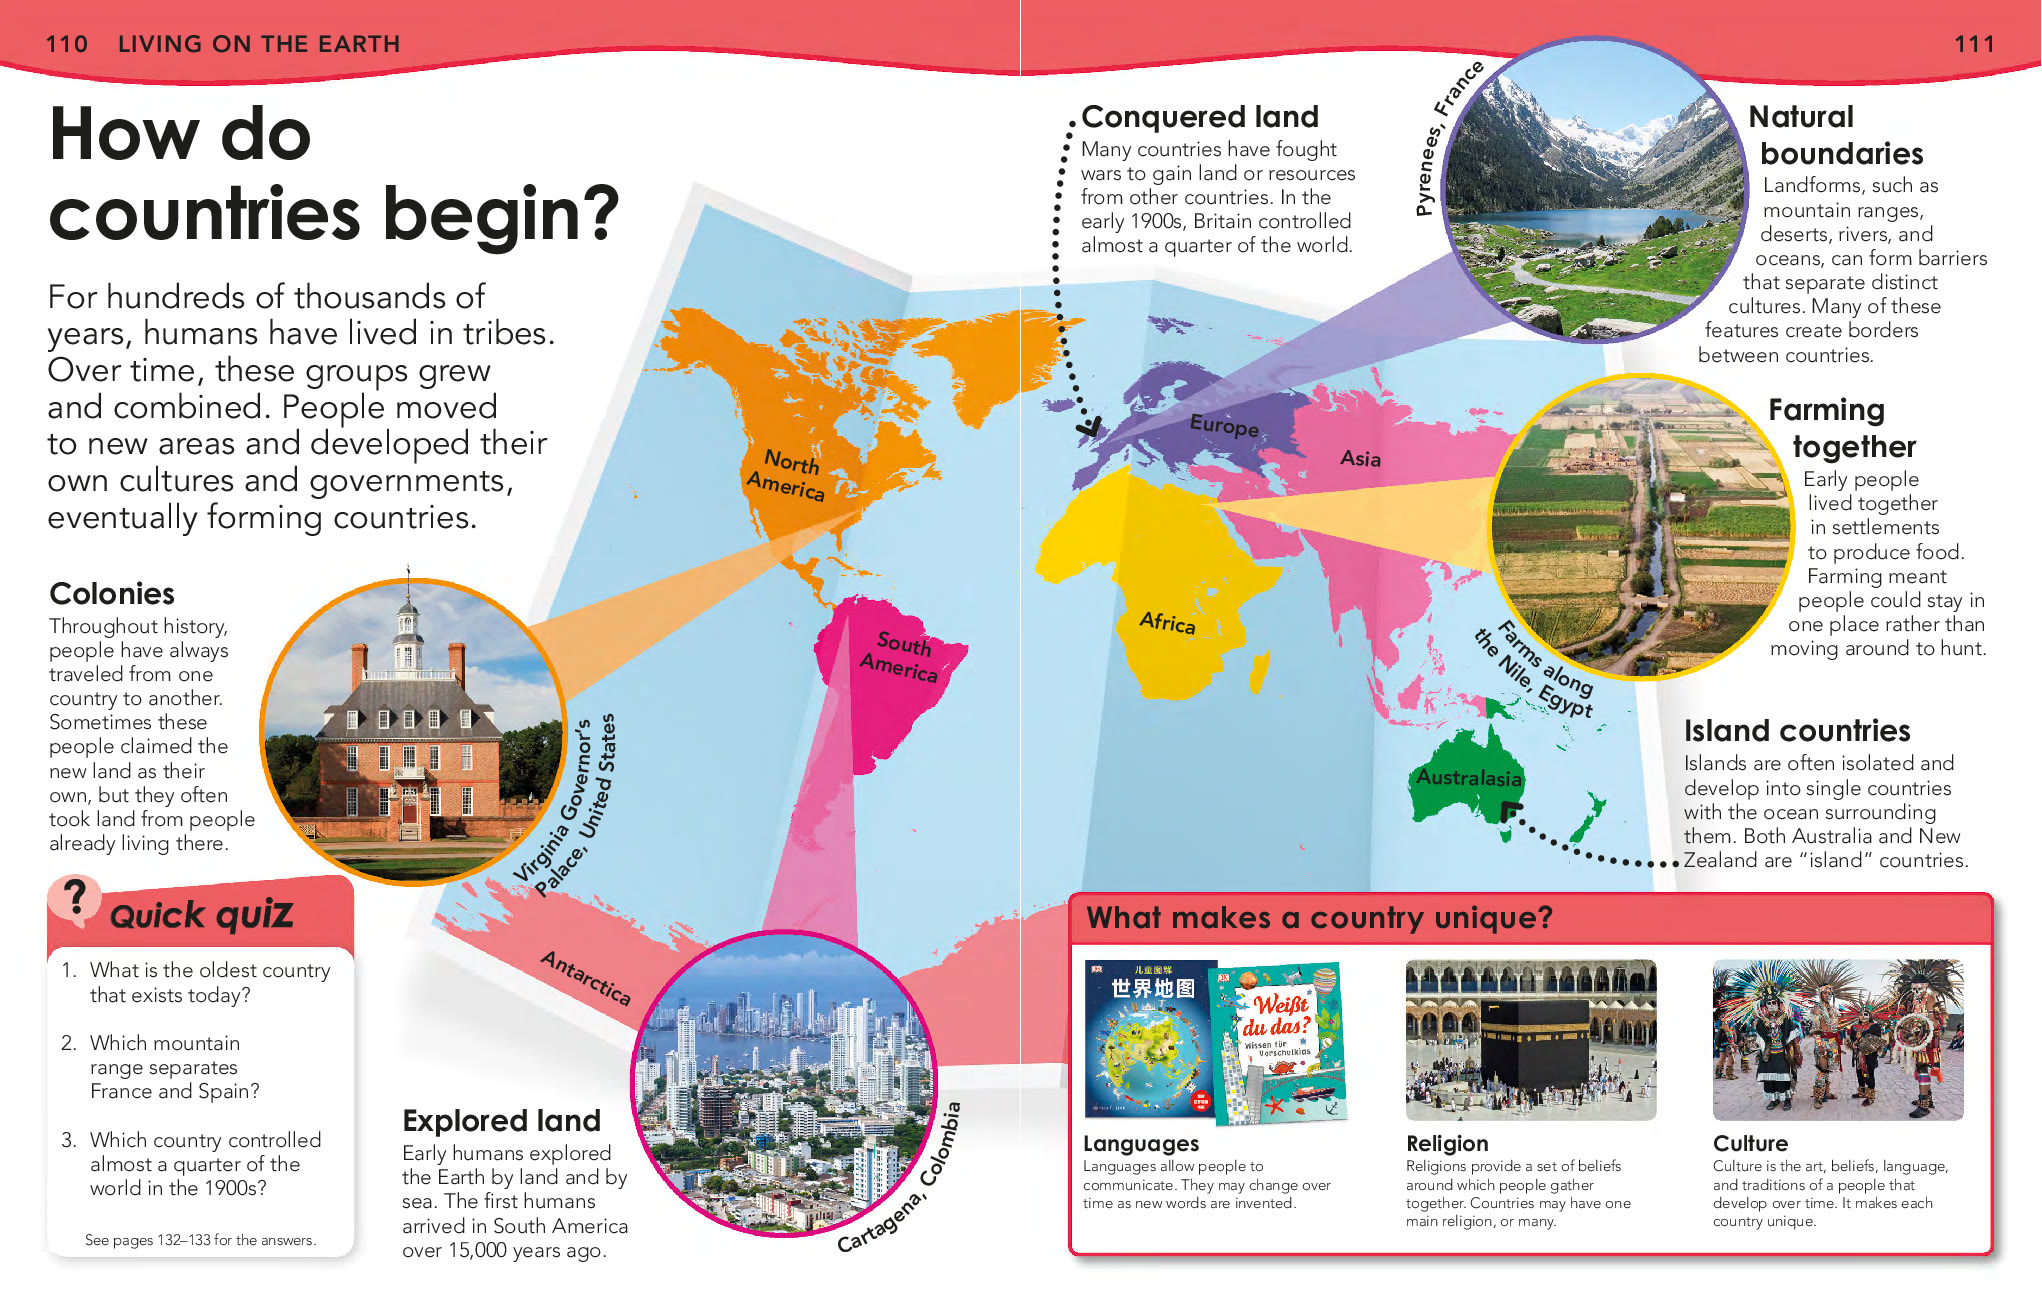 110 LIVING ON THE EARTH
111
How do
countries begin?
For hundreds of thousands of
years, humans have lived in tribes.
Over time, these groups grew
and combined. People moved
to new areas and developed their
own cultures and governments,
eventually forming countries.
Colonies
Throughout history,
people have always
traveled from one
country to another.
Sometimes these
people claimed the
new land as their
own, but they often
took land from people
already living there.
Virginia Governor's
Palace, United States
? Quick quiz
1. What is the oldest country
that exists today?
2. Which mountain
range separates
France and Spain?
3. Which country controlled
almost a quarter of the
world in the 1900s?
See pages 132–133 for the answers.
Explored land
Early humans explored
the Earth by land and by
sea. The first humans
arrived in South America
over 15,000 years ago.
Cartagena, Colombia
North
America
South
America
Antarctica
Europe
Asia
Africa
Australasia
Conquered land
Many countries have fought
wars to gain land or resources
from other countries. In the
early 1900s, Britain controlled
almost a quarter of the world.
Pyrenees, France
Natural
boundaries
Landforms, such as
mountain ranges,
deserts, rivers, and
oceans, can form barriers
that separate distinct
cultures. Many of these
features create borders
between countries.
Farming
together
Early people
lived together
in settlements
to produce food.
Farming meant
people could stay in
one place rather than
moving around to hunt.
Farms along
the Nile, Egypt
Island countries
Islands are often isolated and
develop into single countries
with the ocean surrounding
them. Both Australia and New
Zealand are “island” countries.
What makes a country unique?
DK
儿童图解
世界地图
DK
Weißt
du das?
Wissen für
Vorschulkids
Languages
Languages allow people to
communicate. They may change over
time as new words are invented.
Religion
Religions provide a set of beliefs
around which people gather
together. Countries may have one
main religion, or many.
Culture
Culture is the art, beliefs, language,
and traditions of a people that
develop over time. It makes each
country unique.